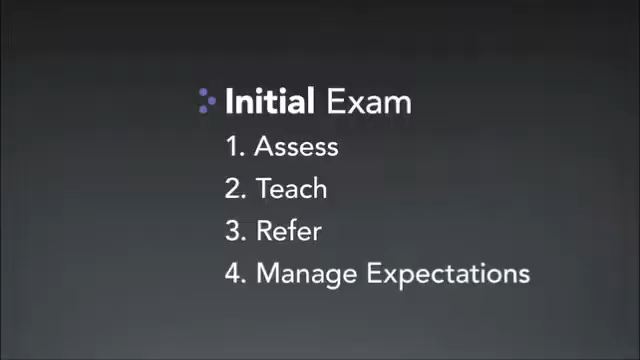 Initial Exam
1. Assess
2. Teach
3. Refer
4. Manage Expectations